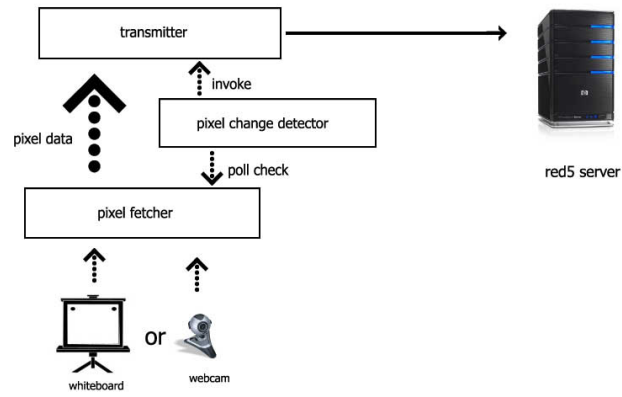 transmitter
invoke
pixel change detector
pixel data
poll check
red5 server
pixel fetcher
or
webcam
whiteboard